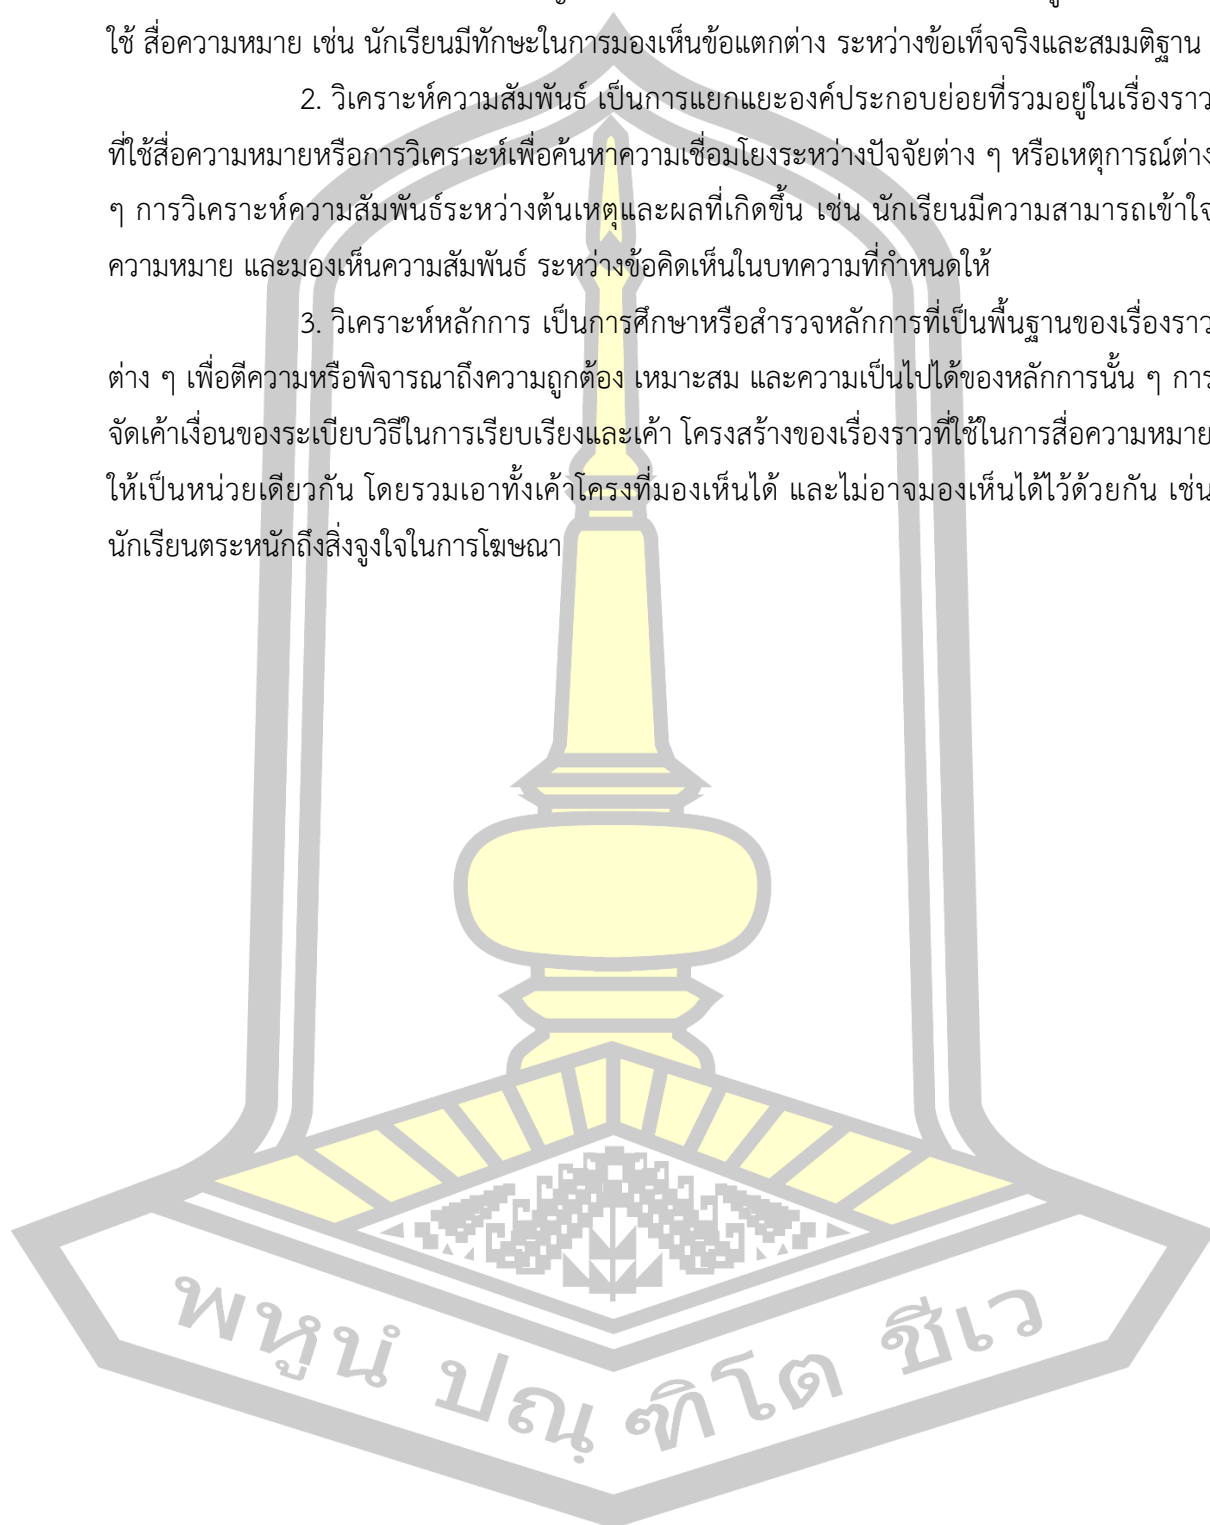 ใช้ สื่อความหมาย เช่น นักเรียนมีทักษะในการมองเห็นข้อแตกต่าง ระหว่างข้อเท็จจริงและสมมติฐาน
2. วิเคราะห์ความสัมพันธ์ เป็นการแยกแยะองค์ประกอบย่อยที่รวมอยู่ในเรื่องราว
ที่ใช้สื่อความหมายหรือการวิเคราะห์เพื่อค้นหาความเชื่อมโยงระหว่างปัจจัยต่าง ๆ หรือเหตุการณ์ต่าง
ๆ การวิเคราะห์ความสัมพันธ์ระหว่างต้นเหตุและผลที่เกิดขึ้น เช่น นักเรียนมีความสามารถเข้าใจ
ความหมาย และมองเห็นความสัมพันธ์ ระหว่างข้อคิดเห็นในบทความที่กำหนดให้
3. วิเคราะห์หลักการ เป็นการศึกษาหรือสำรวจหลักการที่เป็นพื้นฐานของเรื่องราว
ต่าง ๆ เพื่อตีความหรือพิจารณาถึงความถูกต้อง เหมาะสม และความเป็นไปได้ของหลักการนั้น ๆ การ
จัดเค้าเงื่อนของระเบียบวิธีในการเรียบเรียงและเค้า โครงสร้างของเรื่องราวที่ใช้ในการสื่อความหมาย
ให้เป็นหน่วยเดียวกัน โดยรวมเอาทั้งเค้าโครงที่มองเห็นได้ และไม่อาจมองเห็นได้ไว้ด้วยกัน เช่น
นักเรียนตระหนักถึงสิ่งจูงใจในการโฆษณา
พหูนํ ปณฺฑิโต ชีเว